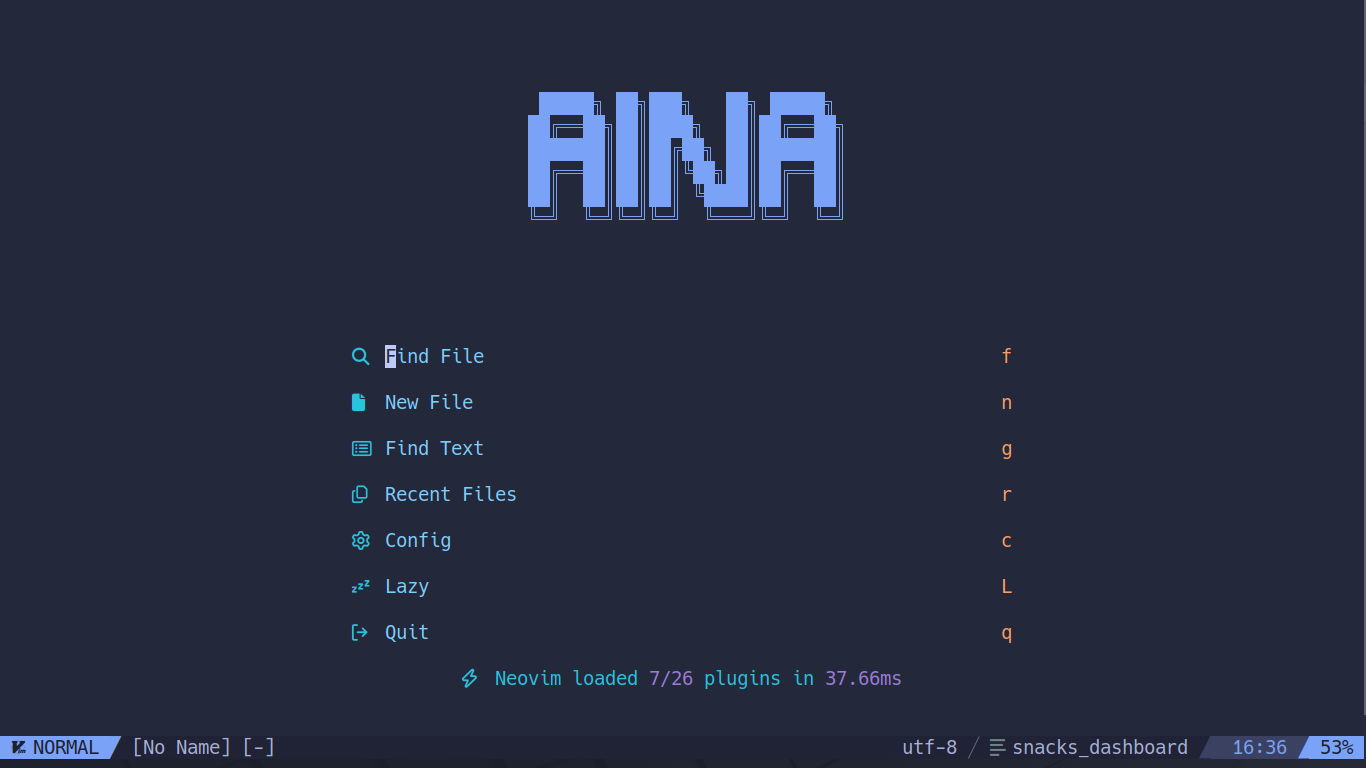 AINA
Find File f
New File n
Find Text g
Recent Files r
Config c
Lazy L
Quit q
Neovim loaded 7/26 plugins in 37.66ms
NORMAL [No Name] [-] utf-8 snacks_dashboard 16:36 53%